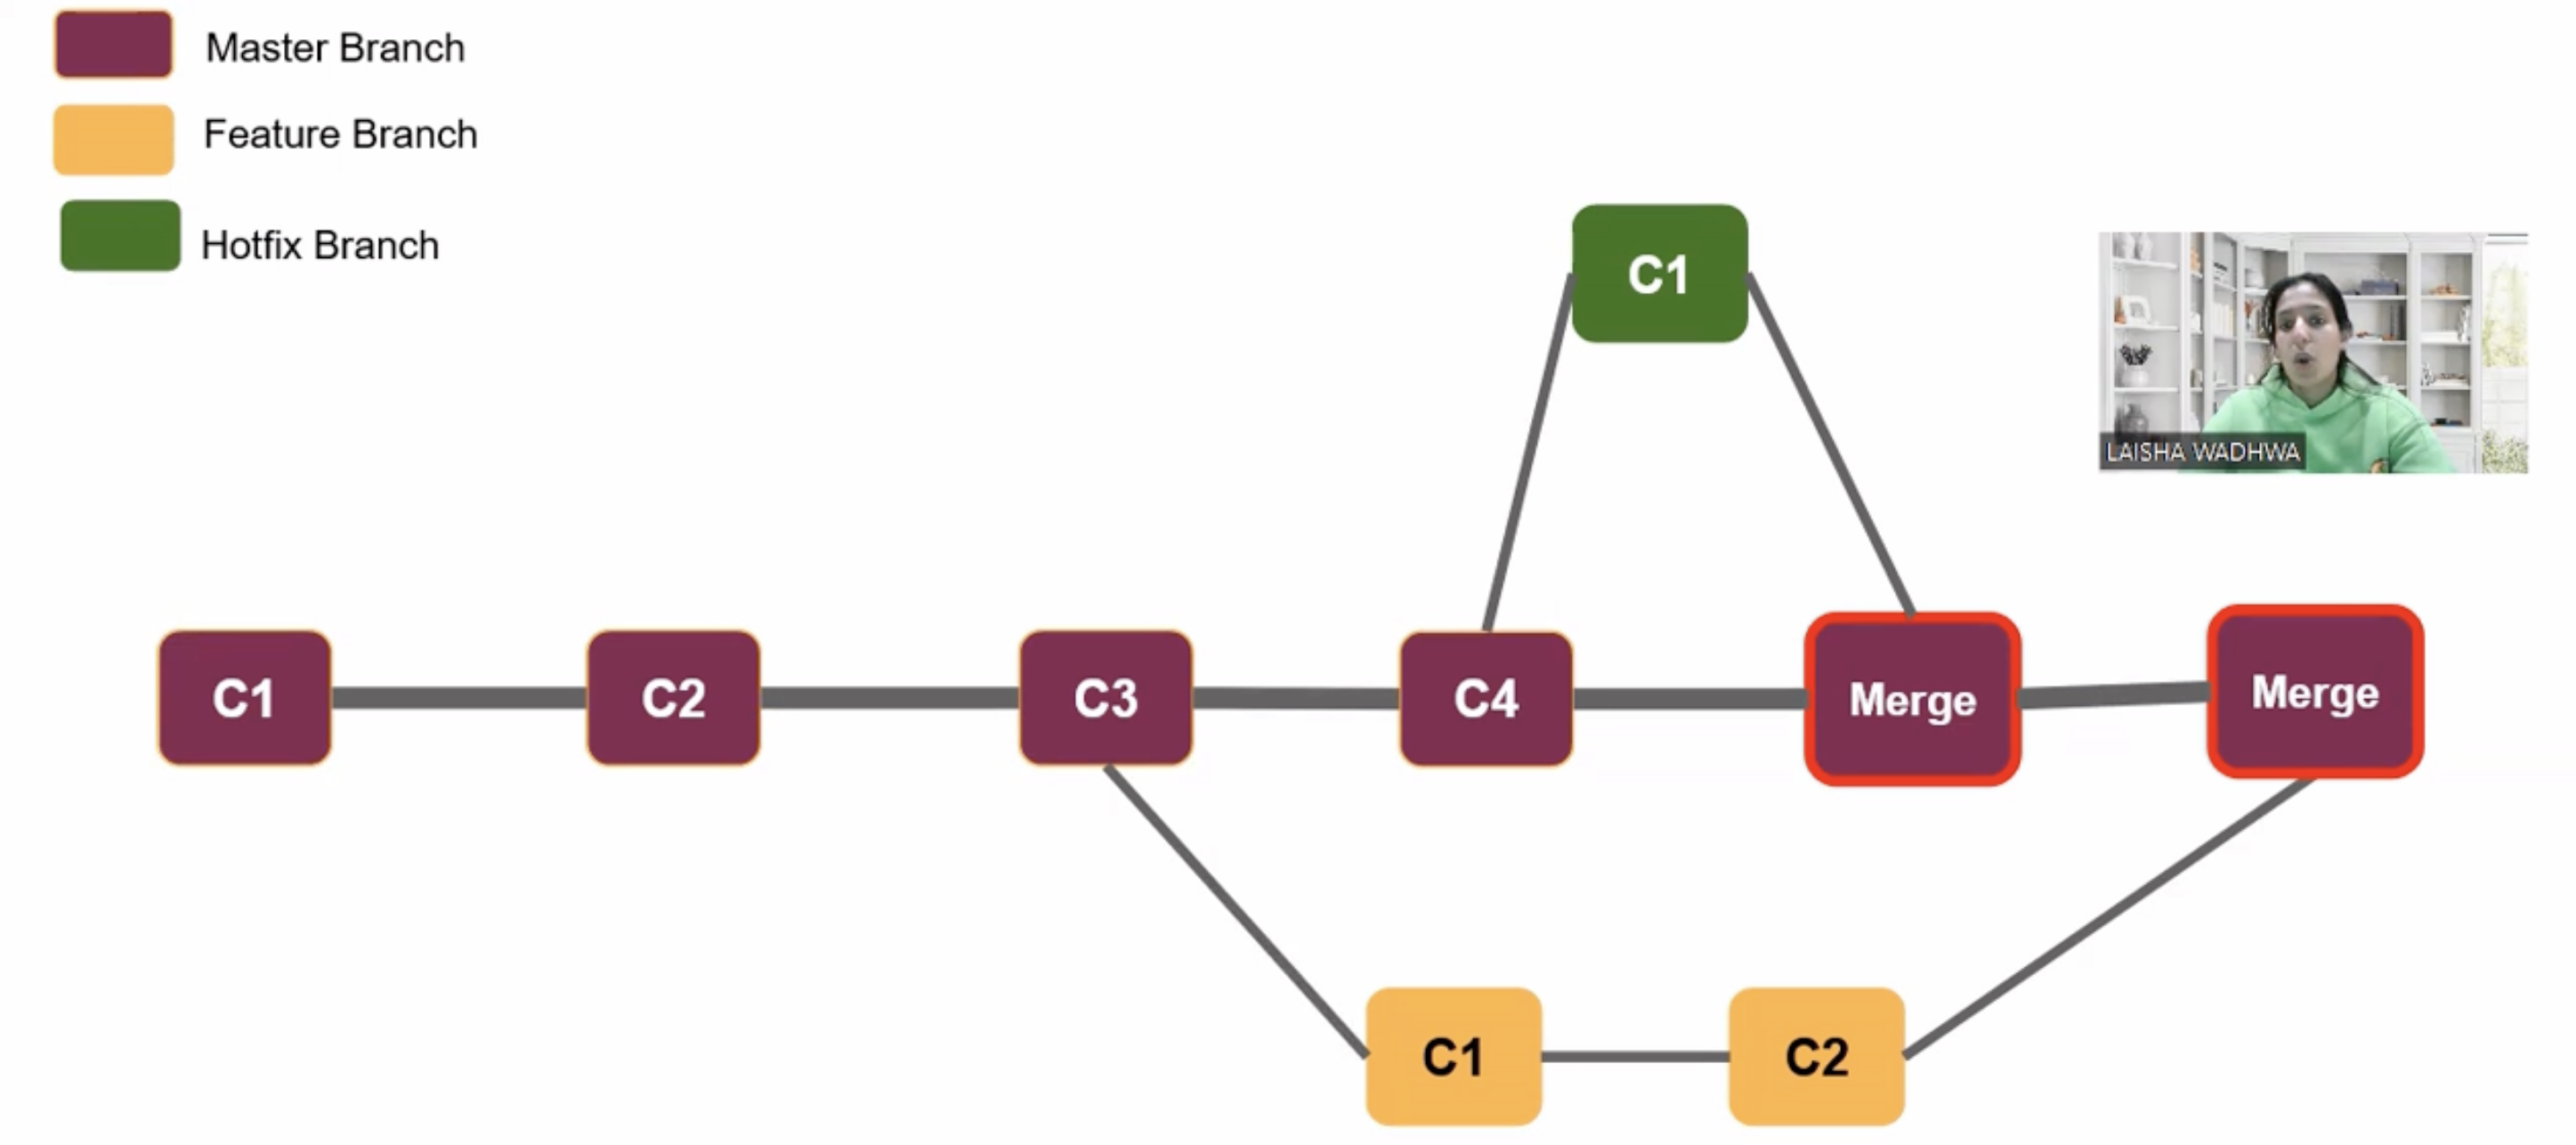 Master Branch
Feature Branch
Hotfix Branch
C1
LAISHA WADHWA
C1
C2
C3
C4
Merge
Merge
C1
C2